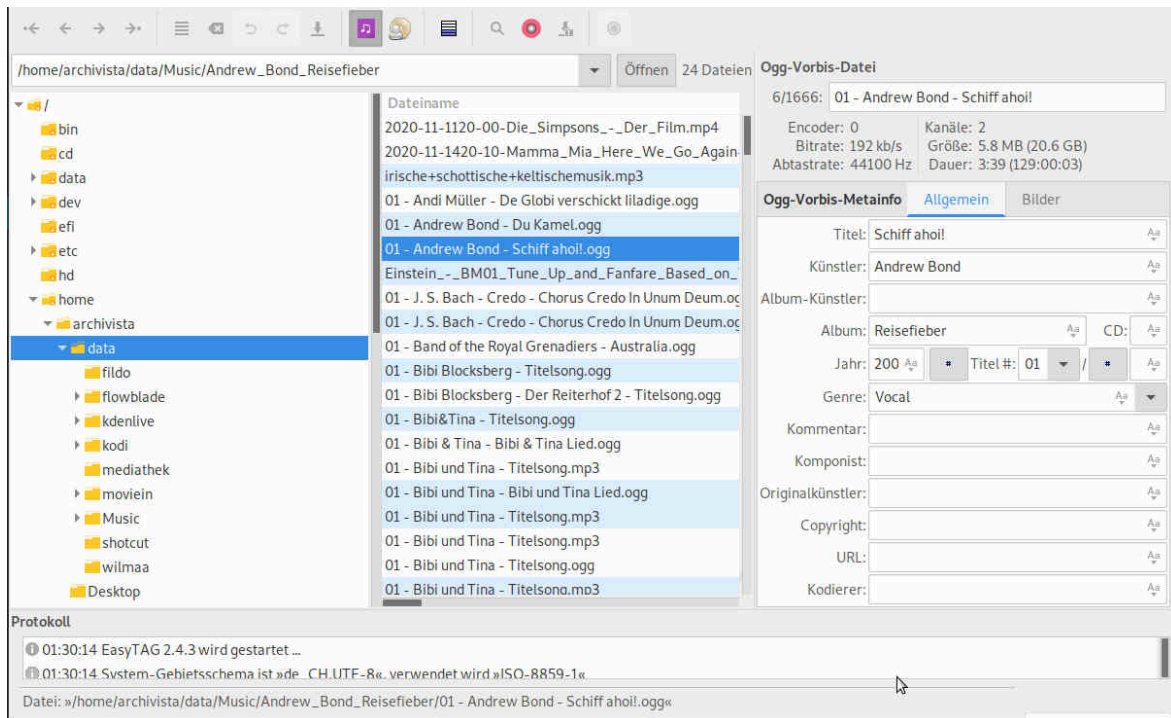 /home/archivista/data/Music/Andrew_Bond_Reisefieber
Öffnen
24 Dateien
/
bin
cd
data
dev
efi
etc
hd
home
archivista
data
fildo
flowblade
kdenlive
kodi
mediathek
moviein
Music
shotcut
wilmaa
Desktop
Dateiname
2020-11-1120-00-Die_Simpsons_-_Der_Film.mp4
2020-11-1420-10-Mamma_Mia_Here_We_Go_Again-
irische+schottische+keltischemusik.mp3
01 - Andi Müller - De Globi verschickt liladige.ogg
01 - Andrew Bond - Du Kamel.ogg
01 - Andrew Bond - Schiff ahoi!.ogg
Einstein_-_BM01_Tune_Up_and_Fanfare_Based_on_
01 - J. S. Bach - Credo - Chorus Credo In Unum Deum.og
01 - J. S. Bach - Credo - Chorus Credo In Unum Deum.og
01 - Band of the Royal Grenadiers - Australia.ogg
01 - Bibi Blocksberg - Titelsong.ogg
01 - Bibi Blocksberg - Der Reiterhof 2 - Titelsong.ogg
01 - Bibi&Tina - Titelsong.ogg
01 - Bibi & Tina - Bibi & Tina Lied.ogg
01 - Bibi und Tina - Titelsong.mp3
01 - Bibi und Tina - Bibi und Tina Lied.ogg
01 - Bibi und Tina - Titelsong.mp3
01 - Bibi und Tina - Titelsong.mp3
01 - Bibi und Tina - Titelsong.ogg
01 - Bibi und Tina - Titelsong.mp3
Ogg-Vorbis-Datei
6/1666: 01 - Andrew Bond - Schiff ahoi!
Encoder: 0 Kanäle: 2
Bitrate: 192 kb/s Größe: 5.8 MB (20.6 GB)
Abtastrate: 44100 Hz Dauer: 3:39 (129:00:03)
Ogg-Vorbis-Metainfo Allgemein Bilder
Titel: Schiff ahoi!
Künstler: Andrew Bond
Album-Künstler:
Album: Reisefieber CD:
Jahr: 200 # Titel #: 01 / #
Genre: Vocal
Kommentar:
Komponist:
Originalkünstler:
Copyright:
URL:
Kodierer:
Protokoll
01:30:14 EasyTAG 2.4.3 wird gestartet …
01:30:14 System-Gebietsschema ist »de_CH.UTF-8«, verwendet wird »ISO-8859-1«
Datei: »/home/archivista/data/Music/Andrew_Bond_Reisefieber/01 - Andrew Bond - Schiff ahoi!.ogg«